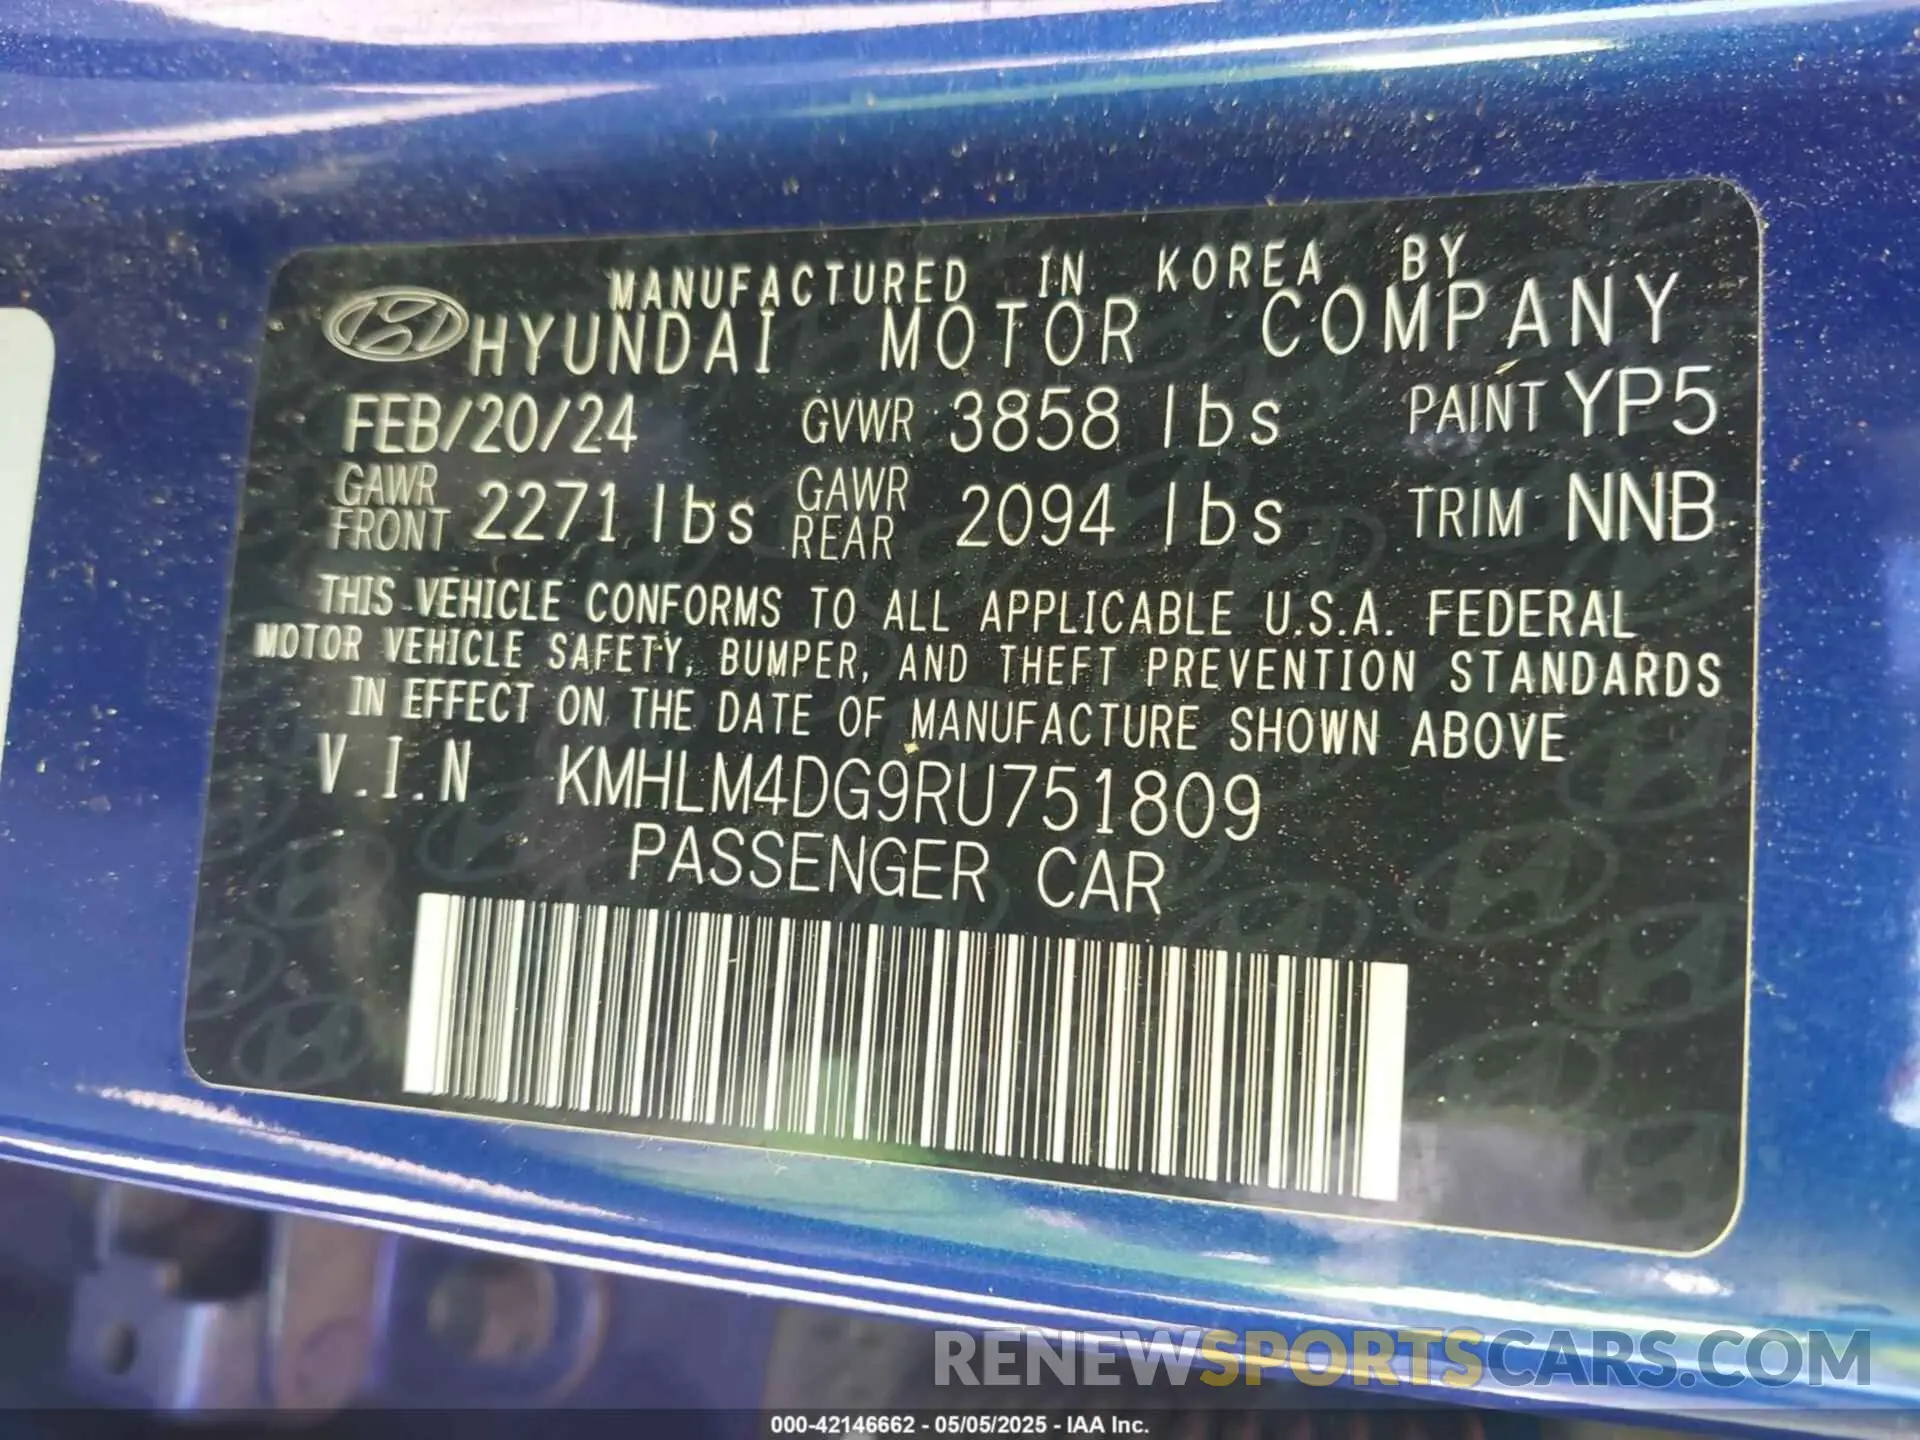 MANUFACTURED IN KOREA BY
HYUNDAI MOTOR COMPANY
FEB/20/24 GVWR 3858 lbs PAINT YP5
GAWR FRONT 2271 lbs GAWR REAR 2094 lbs TRIM NNB
THIS VEHICLE CONFORMS TO ALL APPLICABLE U.S.A. FEDERAL
MOTOR VEHICLE SAFETY, BUMPER, AND THEFT PREVENTION STANDARDS
IN EFFECT ON THE DATE OF MANUFACTURE SHOWN ABOVE
V.I.N KMHLM4DG9RU751809
PASSENGER CAR
RENEWSPORTSCARS.COM
000-42146662 - 05/05/2025 - IAA Inc.